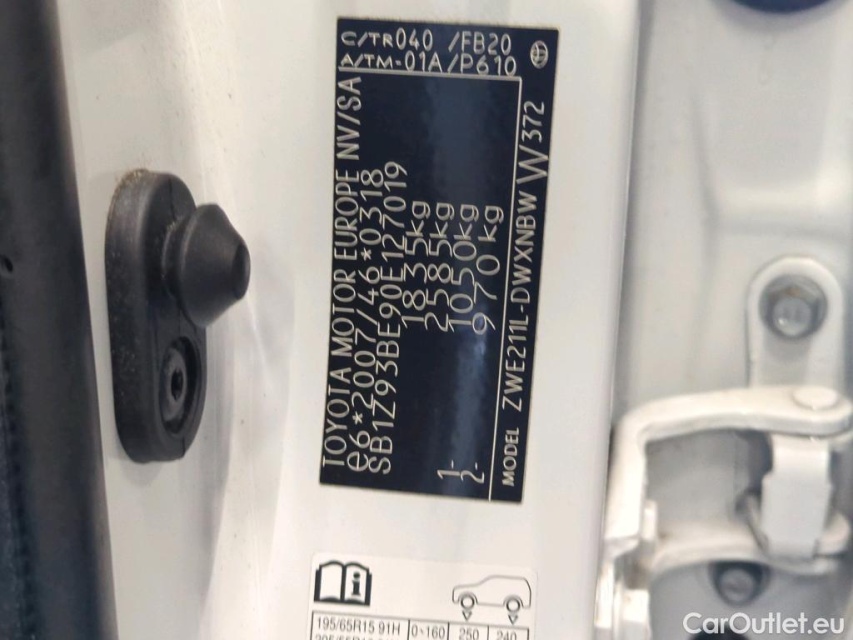 C/TR040 /FB20
A/TM-01A/P610
TOYOTA MOTOR EUROPE NV/SA
e6*2007/46*0318
SB1Z93BE90E127019
1835kg
2585kg
1- 1050kg
2- 970kg
MODEL ZWE211L-DWXNBW W372
195/65R15 91H 0~160 250 240
CarOutlet.eu